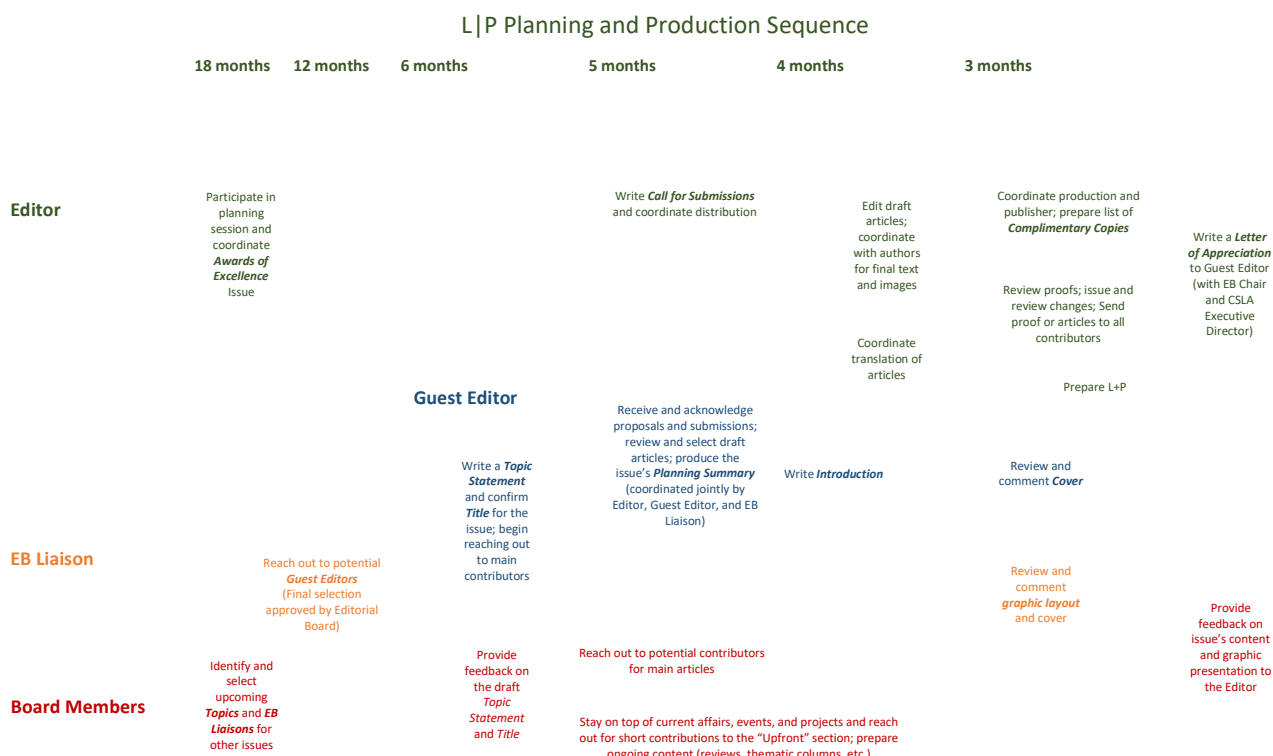 L|P Planning and Production Sequence
18 months
12 months
6 months
5 months
4 months
3 months
Editor
Participate in
planning
session and
coordinate
Awards of
Excellence
Issue
Write Call for Submissions
and coordinate distribution
Edit draft
articles;
coordinate
with authors
for final text
and images
Coordinate
translation of
articles
Coordinate production and
publisher; prepare list of
Complimentary Copies
Review proofs; issue and
review changes; Send
proof or articles to all
contributors
Prepare L+P
Write a Letter
of Appreciation
to Guest Editor
(with EB Chair
and CSLA
Executive
Director)
Guest Editor
Write a Topic
Statement
and confirm
Title for the
issue; begin
reaching out
to main
contributors
Receive and acknowledge
proposals and submissions;
review and select draft
articles; produce the
issue's Planning Summary
(coordinated jointly by
Editor, Guest Editor, and EB
Liaison)
Write Introduction
Review and
comment Cover
EB Liaison
Reach out to potential
Guest Editors
(Final selection
approved by Editorial
Board)
Review and
comment
graphic layout
and cover
Board Members
Identify and
select
upcoming
Topics and EB
Liaisons for
other issues
Provide
feedback on
the draft
Topic
Statement
and Title
Reach out to potential contributors
for main articles
Stay on top of current affairs, events, and projects and reach
out for short contributions to the "Upfront" section; prepare
ongoing content (reviews, thematic columns, etc.)
Provide
feedback on
issue's content
and graphic
presentation to
the Editor